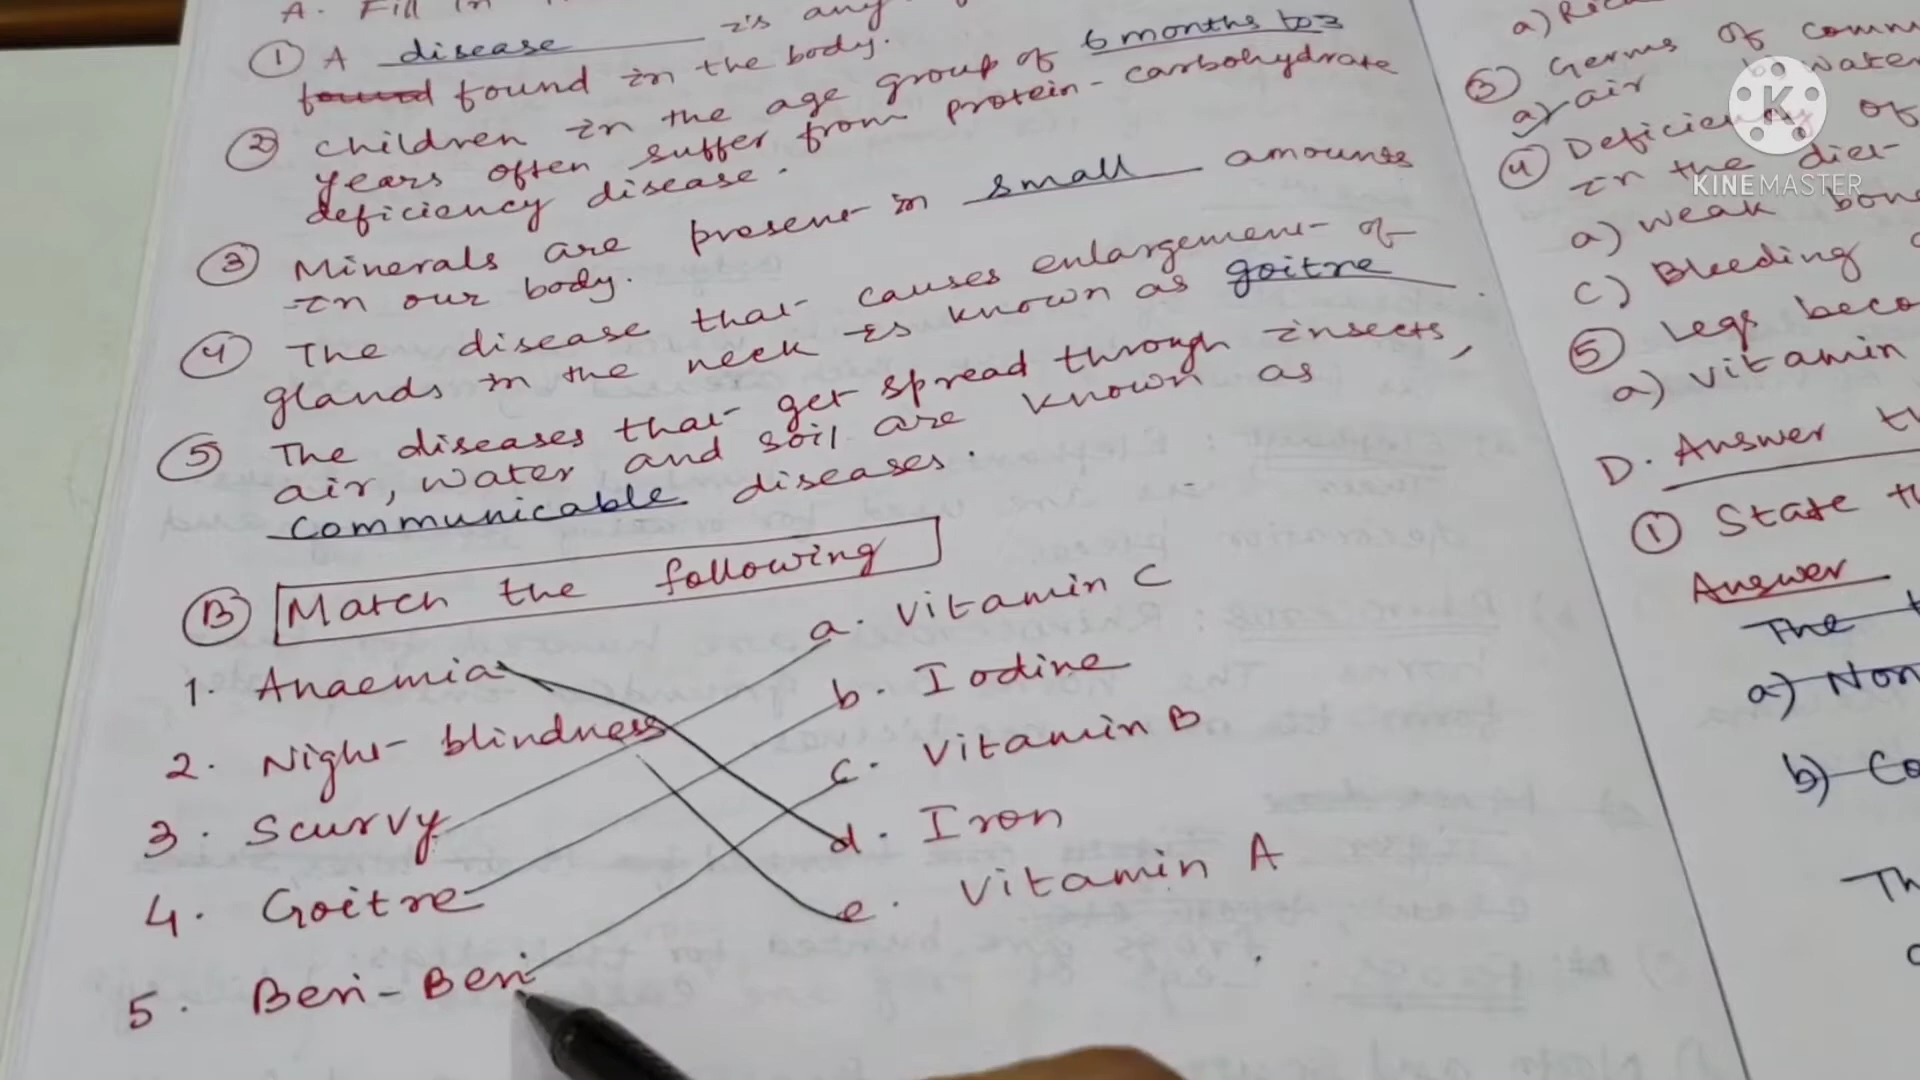 A. Fill in
① A disease is any
found found in the body.
② Children in the age group of 6 months to 3
years often suffer from protein-carbohydrate
deficiency disease.
③ Minerals are present in small amounts
in our body.
④ The disease that causes enlargement of
glands in the neck is known as goitre.
⑤ The diseases that get spread through insects,
air, water and soil are known as
communicable diseases.
Ⓑ Match the following
1. Anaemia a. Vitamin C
2. Night blindness b. Iodine
3. Scurvy c. Vitamin B
4. Goitre d. Iron
5. Beri-Beri e. Vitamin A
a)
③ Germs of
a) air b) Water
④ Deficiency of
in the diet
a) Weak
c) Bleeding
⑤ Legs
a) Vitamin
D. Answer
① State
Answer
The
a) Non
b)
KINEMASTER